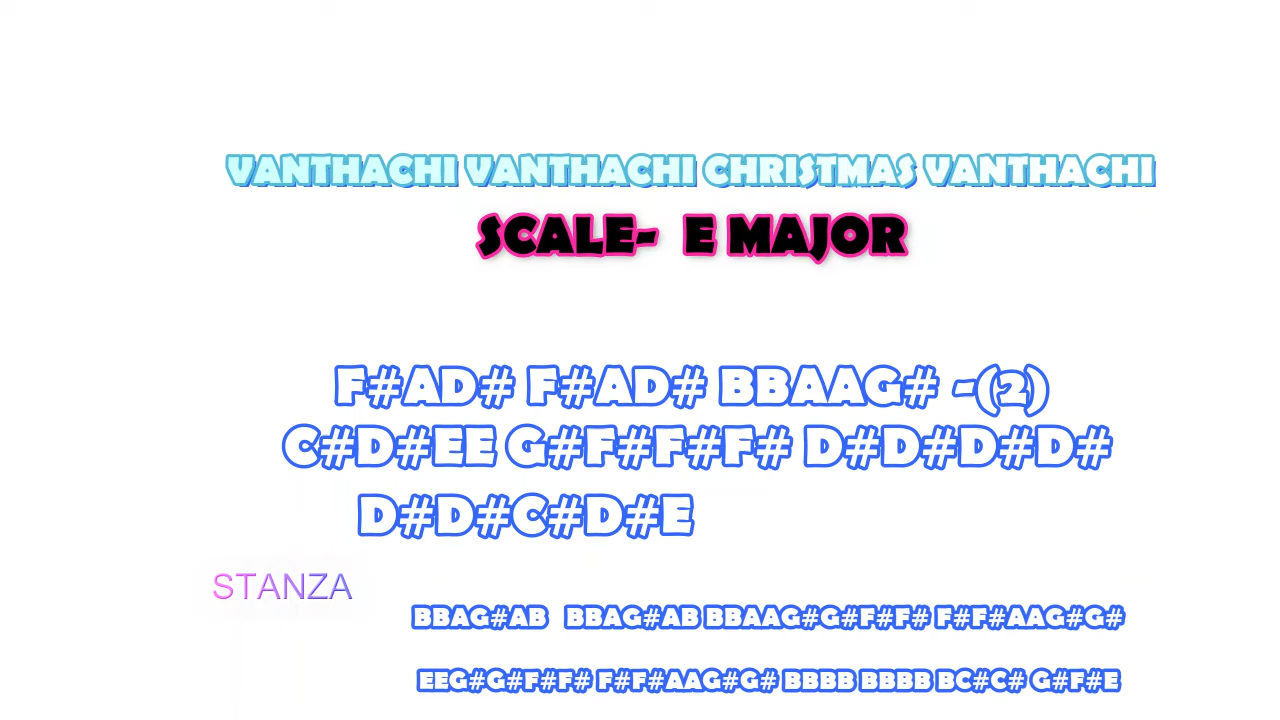 VANTHACHI VANTHACHI CHRISTMAS VANTHACHI
SCALE- E MAJOR
F#AD# F#AD# BBAAG# -(2)
C#D#EE G#F#F#F# D#D#D#D#
D#D#C#D#E
STANZA
BBAG#AB BBAG#AB BBAAG#G#F#F# F#F#AAG#G#
EEG#G#F#F# F#F#AAG#G# BBBB BBBB BC#C# G#F#E